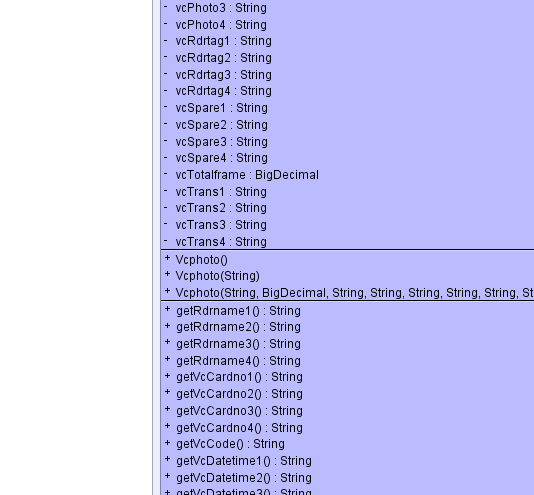 - vcPhoto3 : String
- vcPhoto4 : String
- vcRdrtag1 : String
- vcRdrtag2 : String
- vcRdrtag3 : String
- vcRdrtag4 : String
- vcSpare1 : String
- vcSpare2 : String
- vcSpare3 : String
- vcSpare4 : String
- vcTotalframe : BigDecimal
- vcTrans1 : String
- vcTrans2 : String
- vcTrans3 : String
- vcTrans4 : String
+ Vcphoto()
+ Vcphoto(String)
+ Vcphoto(String, BigDecimal, String, String, String, String, String, St
+ getRdrname1() : String
+ getRdrname2() : String
+ getRdrname3() : String
+ getRdrname4() : String
+ getVcCardno1() : String
+ getVcCardno2() : String
+ getVcCardno3() : String
+ getVcCardno4() : String
+ getVcCode() : String
+ getVcDatetime1() : String
+ getVcDatetime2() : String
+ getVcDatetime3() : String